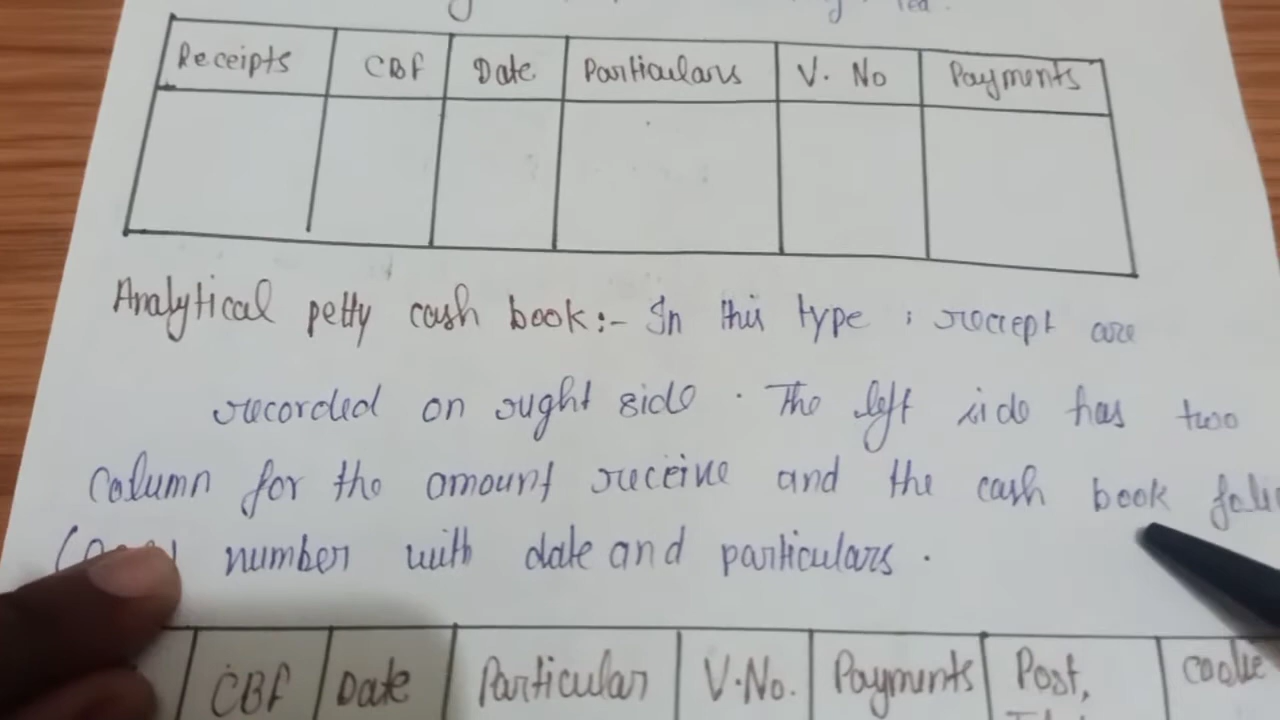 Receipts CBF Date Particulars V. No Payments
Analytical petty cash book:- In this type : receept are
recorded on right side . The left side has two
column for the amount receive and the cash book
number with date and particulars .
CBF Date Particular V.No. Payments Post,